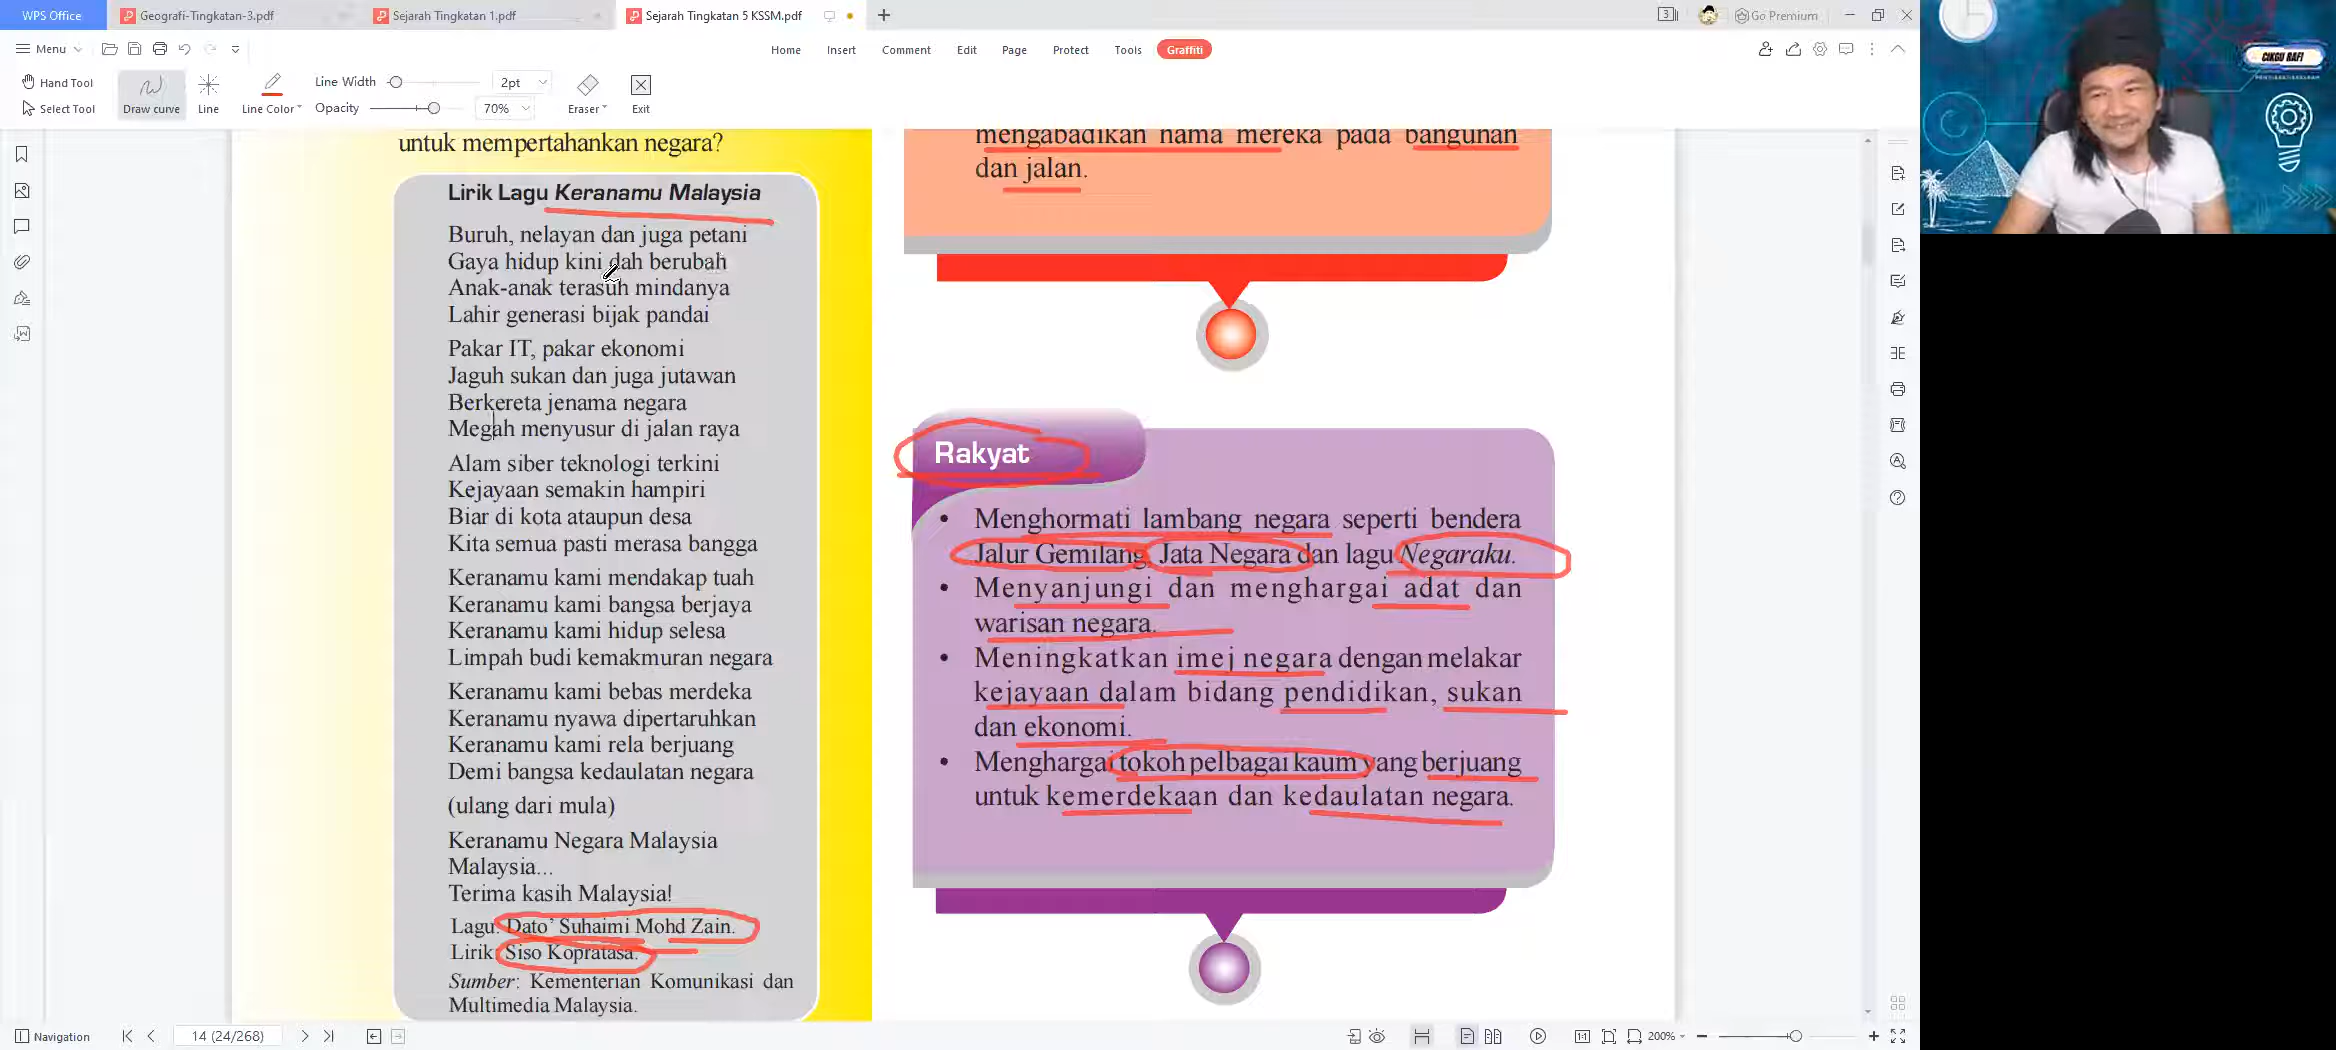 WPS Office
Geografi-Tingkatan-3.pdf
Sejarah Tingkatan 1.pdf
Sejarah Tingkatan 5 KSSM.pdf
3
Go Premium
Menu
Home
Insert
Comment
Edit
Page
Protect
Tools
Graffiti
Hand Tool
Select Tool
Draw curve
Line
Line Color
Line Width
2pt
Opacity
70%
Eraser
Exit
untuk mempertahankan negara?
Lirik Lagu Keranamu Malaysia
Buruh, nelayan dan juga petani
Gaya hidup kini dah berubah
Anak-anak terasuh mindanya
Lahir generasi bijak pandai
Pakar IT, pakar ekonomi
Jaguh sukan dan juga jutawan
Berkereta jenama negara
Megah menyusur di jalan raya
Alam siber teknologi terkini
Kejayaan semakin hampiri
Biar di kota ataupun desa
Kita semua pasti merasa bangga
Keranamu kami mendakap tuah
Keranamu kami bangsa berjaya
Keranamu kami hidup selesa
Limpah budi kemakmuran negara
Keranamu kami bebas merdeka
Keranamu nyawa dipertaruhkan
Keranamu kami rela berjuang
Demi bangsa kedaulatan negara
(ulang dari mula)
Keranamu Negara Malaysia
Malaysia...
Terima kasih Malaysia!
Lagu: Dato' Suhaimi Mohd Zain.
Lirik: Siso Kopratasa.
Sumber: Kementerian Komunikasi dan
Multimedia Malaysia.
mengabadikan nama mereka pada bangunan
dan jalan.
Rakyat
• Menghormati lambang negara seperti bendera
Jalur Gemilang, Jata Negara dan lagu Negaraku.
• Menyanjungi dan menghargai adat dan
warisan negara.
• Meningkatkan imej negara dengan melakar
kejayaan dalam bidang pendidikan, sukan
dan ekonomi.
• Menghargai tokoh pelbagai kaum yang berjuang
untuk kemerdekaan dan kedaulatan negara.
CIKGU RAFI
Navigation
14 (24/268)
1:1
200%